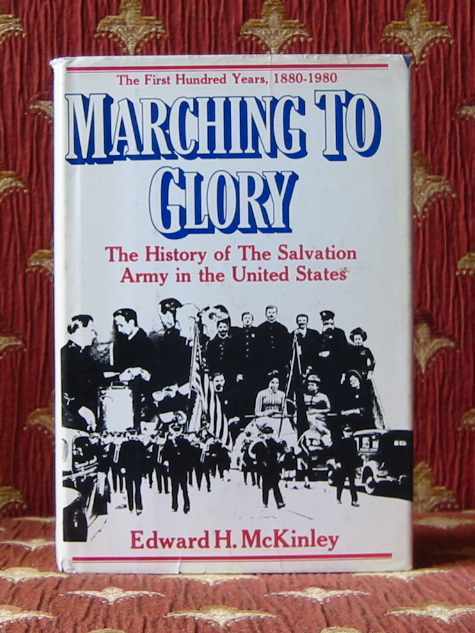 The First Hundred Years, 1880-1980
MARCHING TO
GLORY
The History of The Salvation
Army in the United States
Edward H. McKinley